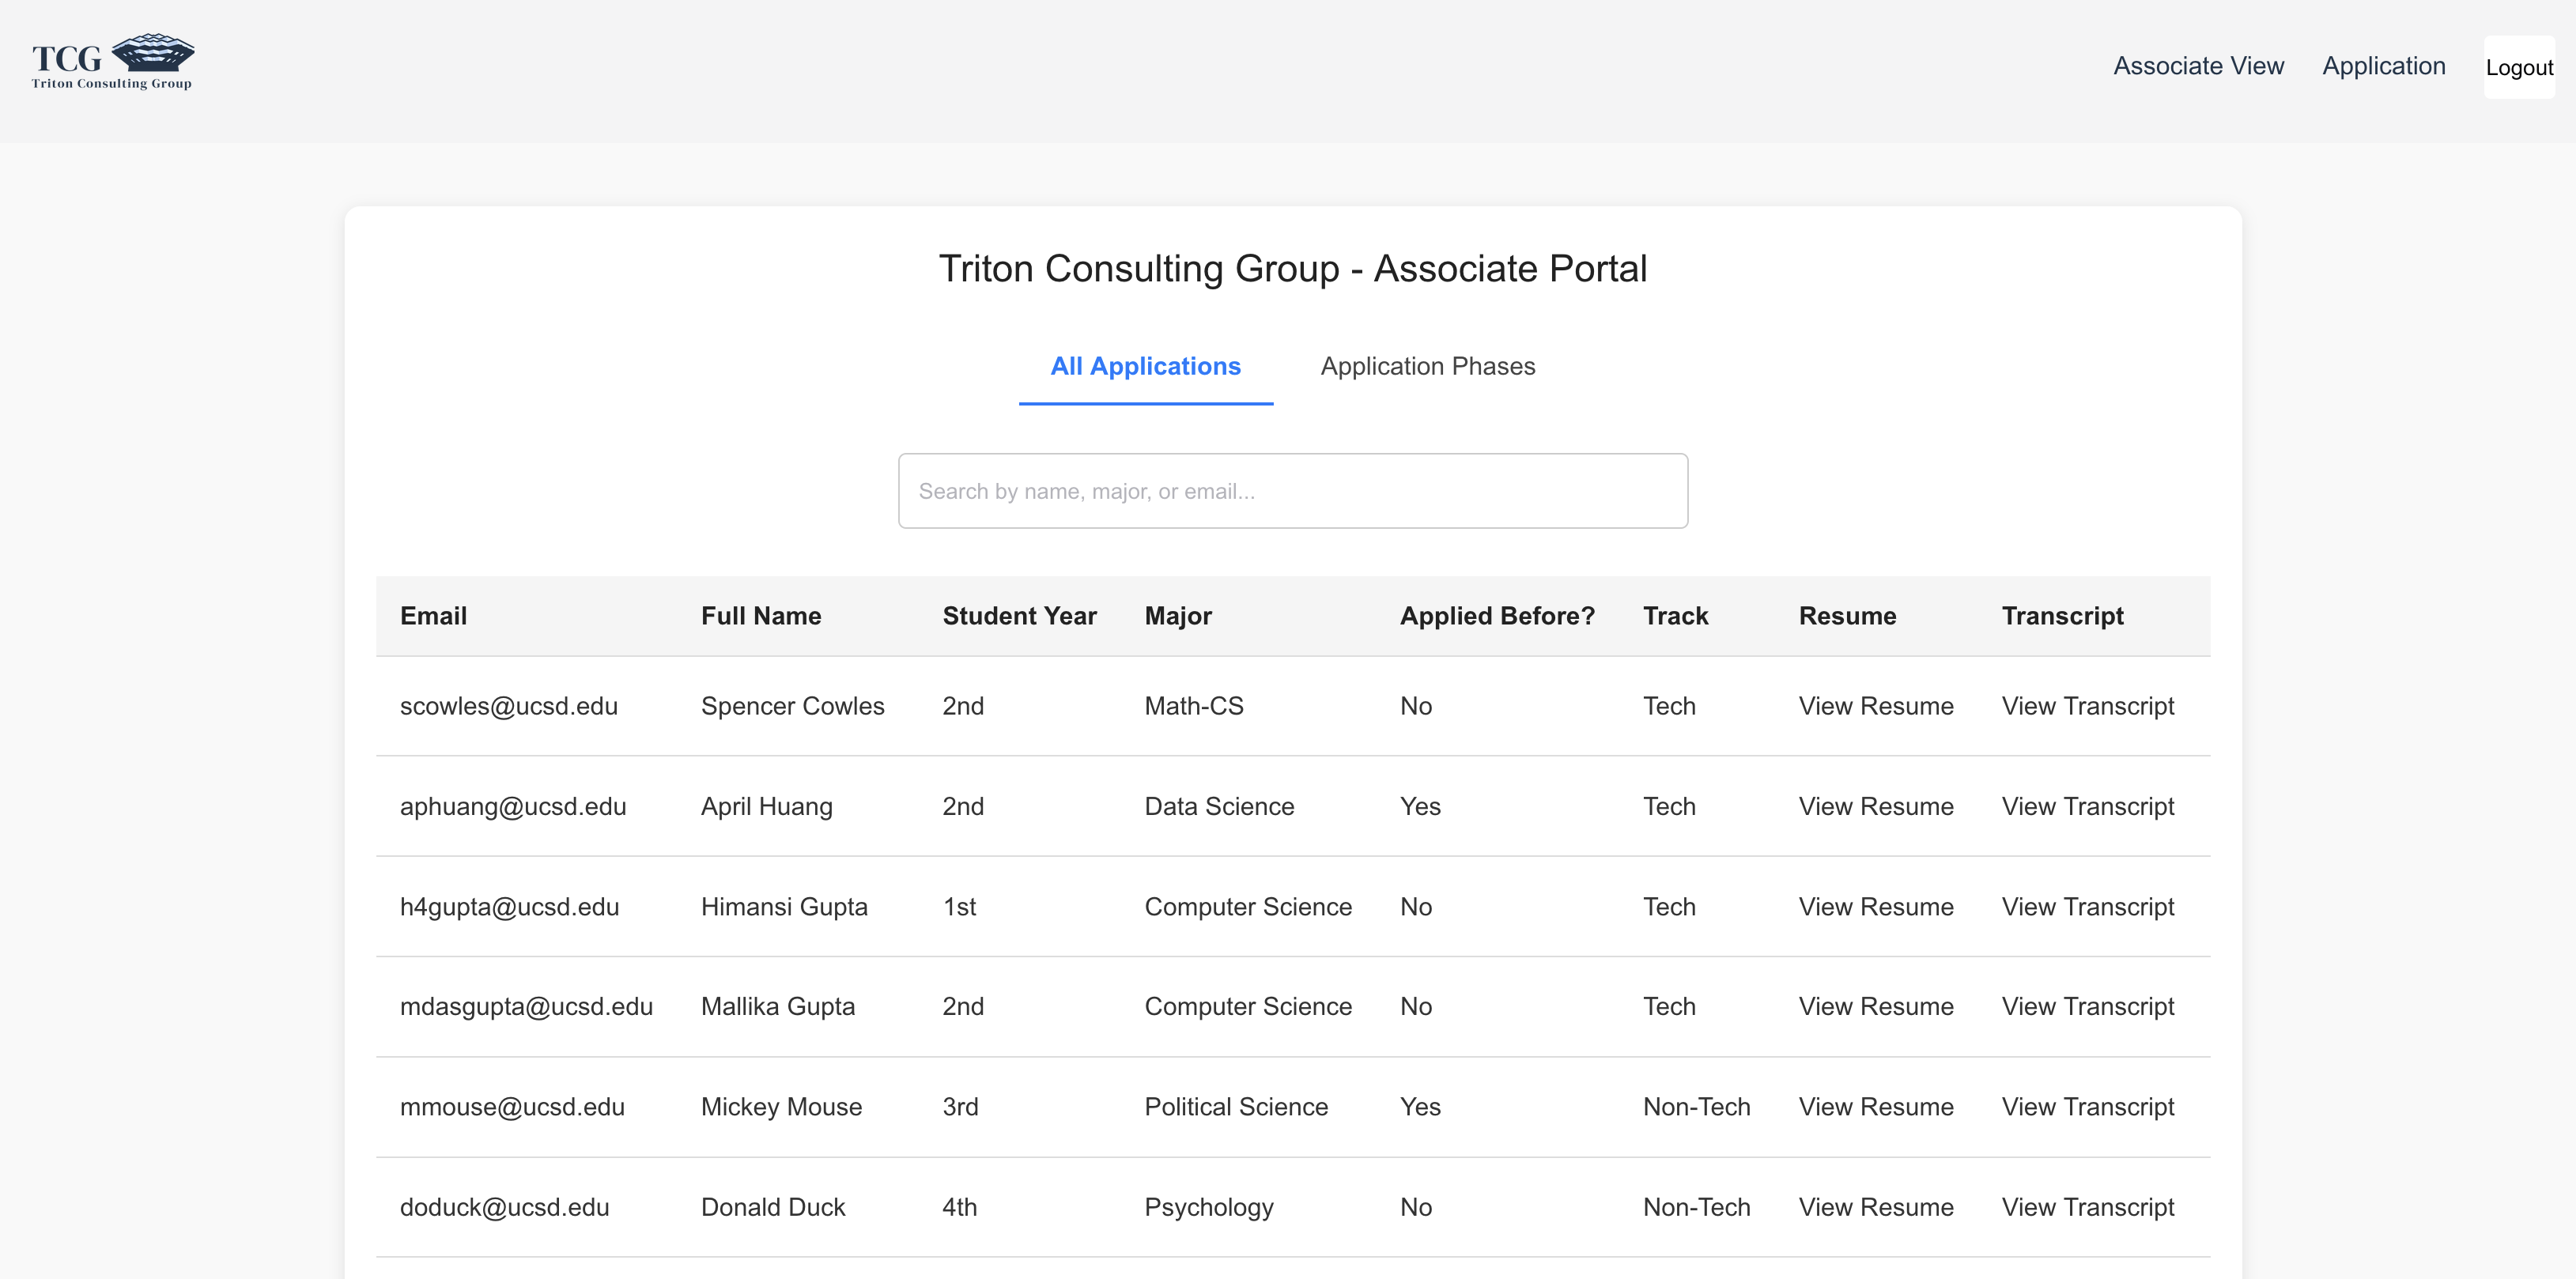 TCG
Triton Consulting Group
Associate View Application Logout
Triton Consulting Group - Associate Portal
All Applications Application Phases
Search by name, major, or email...
Email Full Name Student Year Major Applied Before? Track Resume Transcript
scowles@ucsd.edu Spencer Cowles 2nd Math-CS No Tech View Resume View Transcript
aphuang@ucsd.edu April Huang 2nd Data Science Yes Tech View Resume View Transcript
h4gupta@ucsd.edu Himansi Gupta 1st Computer Science No Tech View Resume View Transcript
mdasgupta@ucsd.edu Mallika Gupta 2nd Computer Science No Tech View Resume View Transcript
mmouse@ucsd.edu Mickey Mouse 3rd Political Science Yes Non-Tech View Resume View Transcript
doduck@ucsd.edu Donald Duck 4th Psychology No Non-Tech View Resume View Transcript